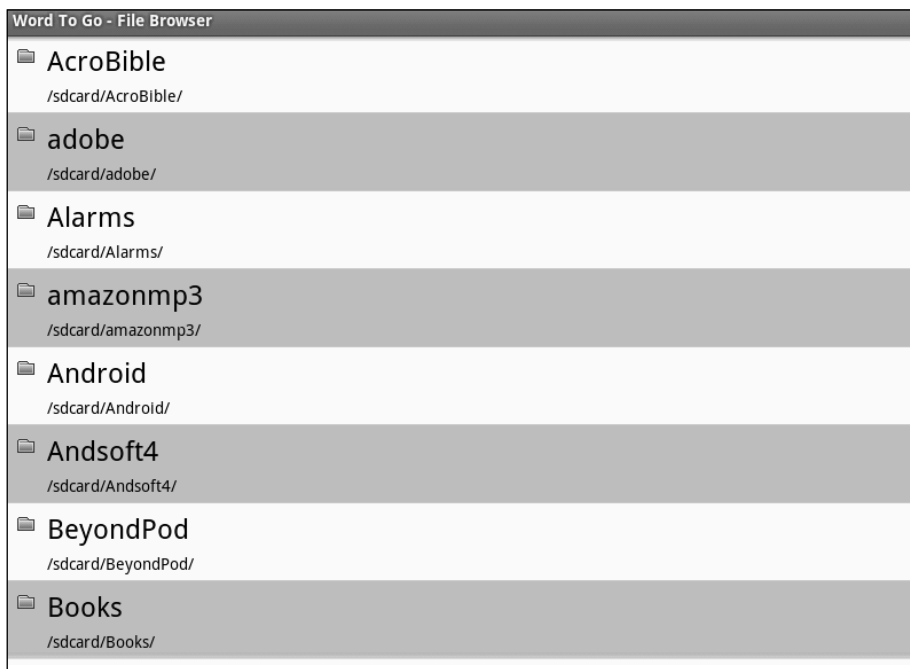 Word To Go - File Browser
AcroBible
/sdcard/AcroBible/
adobe
/sdcard/adobe/
Alarms
/sdcard/Alarms/
amazonmp3
/sdcard/amazonmp3/
Android
/sdcard/Android/
Andsoft4
/sdcard/Andsoft4/
BeyondPod
/sdcard/BeyondPod/
Books
/sdcard/Books/